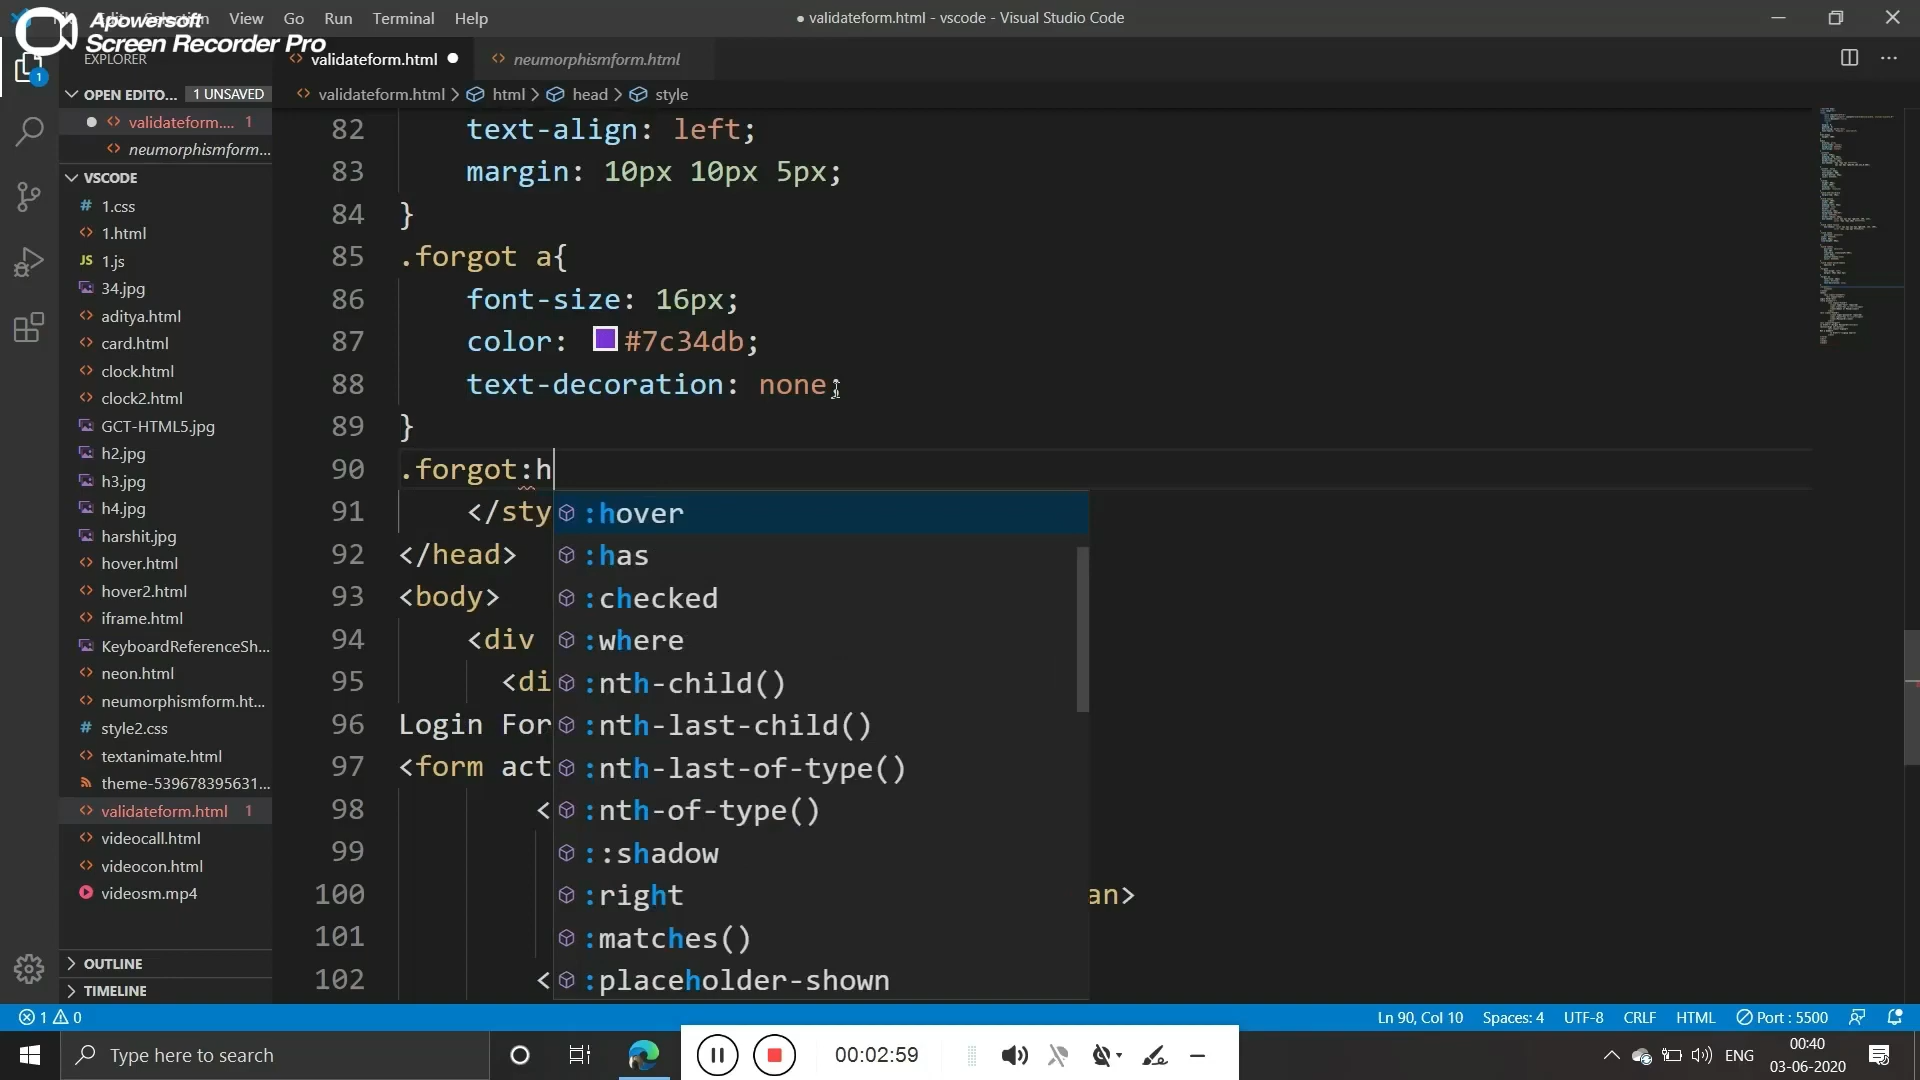 File Edit Selection View Go Run Terminal Help
● validateform.html - vscode - Visual Studio Code
Apowersoft
Screen Recorder Pro
EXPLORER
validateform.html ●
neumorphismform.html
OPEN EDITO... 1 UNSAVED
validateform.... 1
neumorphismform...
VSCODE
1.css
1.html
JS 1.js
34.jpg
aditya.html
card.html
clock.html
clock2.html
GCT-HTML5.jpg
h2.jpg
h3.jpg
h4.jpg
harshit.jpg
hover.html
hover2.html
iframe.html
KeyboardReferenceSh...
neon.html
neumorphismform.ht...
style2.css
textanimate.html
theme-539678395631...
validateform.html 1
videocall.html
videocon.html
videosm.mp4
OUTLINE
TIMELINE
validateform.html > html > head > style
82 text-align: left;
83 margin: 10px 10px 5px;
84 }
85 .forgot a{
86 font-size: 16px;
87 color: #7c34db;
88 text-decoration: none;
89 }
90 .forgot:h
91 </sty
92 </head>
93 <body>
94 <div
95 <di
96 Login For
97 <form act
98 <
99
100 an>
101
102 <
:hover
:has
:checked
:where
:nth-child()
:nth-last-child()
:nth-last-of-type()
:nth-of-type()
::shadow
:right
:matches()
:placeholder-shown
1 0
Ln 90, Col 10 Spaces: 4 UTF-8 CRLF HTML Port : 5500
Type here to search
00:02:59
ENG
00:40
03-06-2020